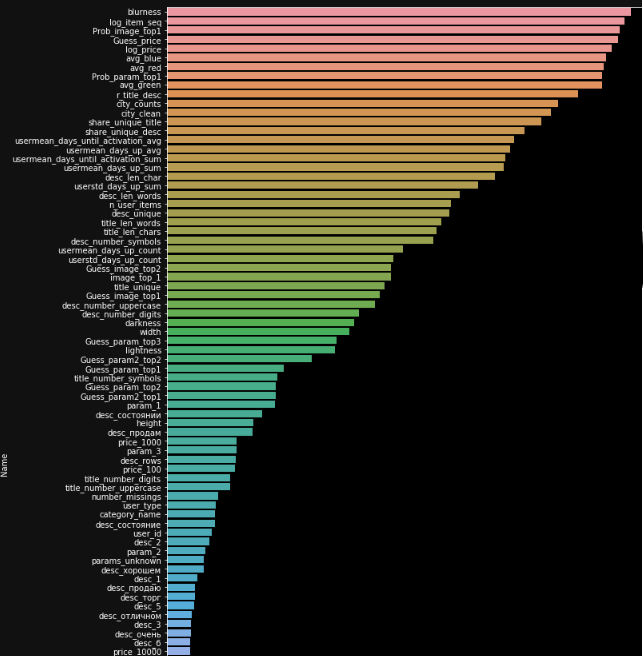 blurness
log_item_seq
Prob_image_top1
Guess_price
log_price
avg_blue
avg_red
Prob_param_top1
avg_green
r_title_desc
city_counts
city_clean
share_unique_title
share_unique_desc
usermean_days_until_activation_avg
usermean_days_up_avg
usermean_days_until_activation_sum
usermean_days_up_sum
desc_len_char
userstd_days_up_sum
desc_len_words
n_user_items
desc_unique
title_len_words
title_len_chars
desc_number_symbols
usermean_days_up_count
userstd_days_up_count
Guess_image_top2
image_top_1
title_unique
Guess_image_top1
desc_number_uppercase
desc_number_digits
darkness
width
Guess_param_top3
lightness
Guess_param2_top2
Guess_param_top1
title_number_symbols
Guess_param_top2
Guess_param2_top1
param_1
desc_состоянии
height
desc_продам
price_1000
param_3
desc_rows
price_100
title_number_digits
title_number_uppercase
number_missings
user_type
category_name
desc_состояние
user_id
desc_2
param_2
params_unknown
desc_хорошем
desc_1
desc_продаю
desc_торг
desc_5
desc_отличном
desc_3
desc_очень
desc_6
price_10000
Name